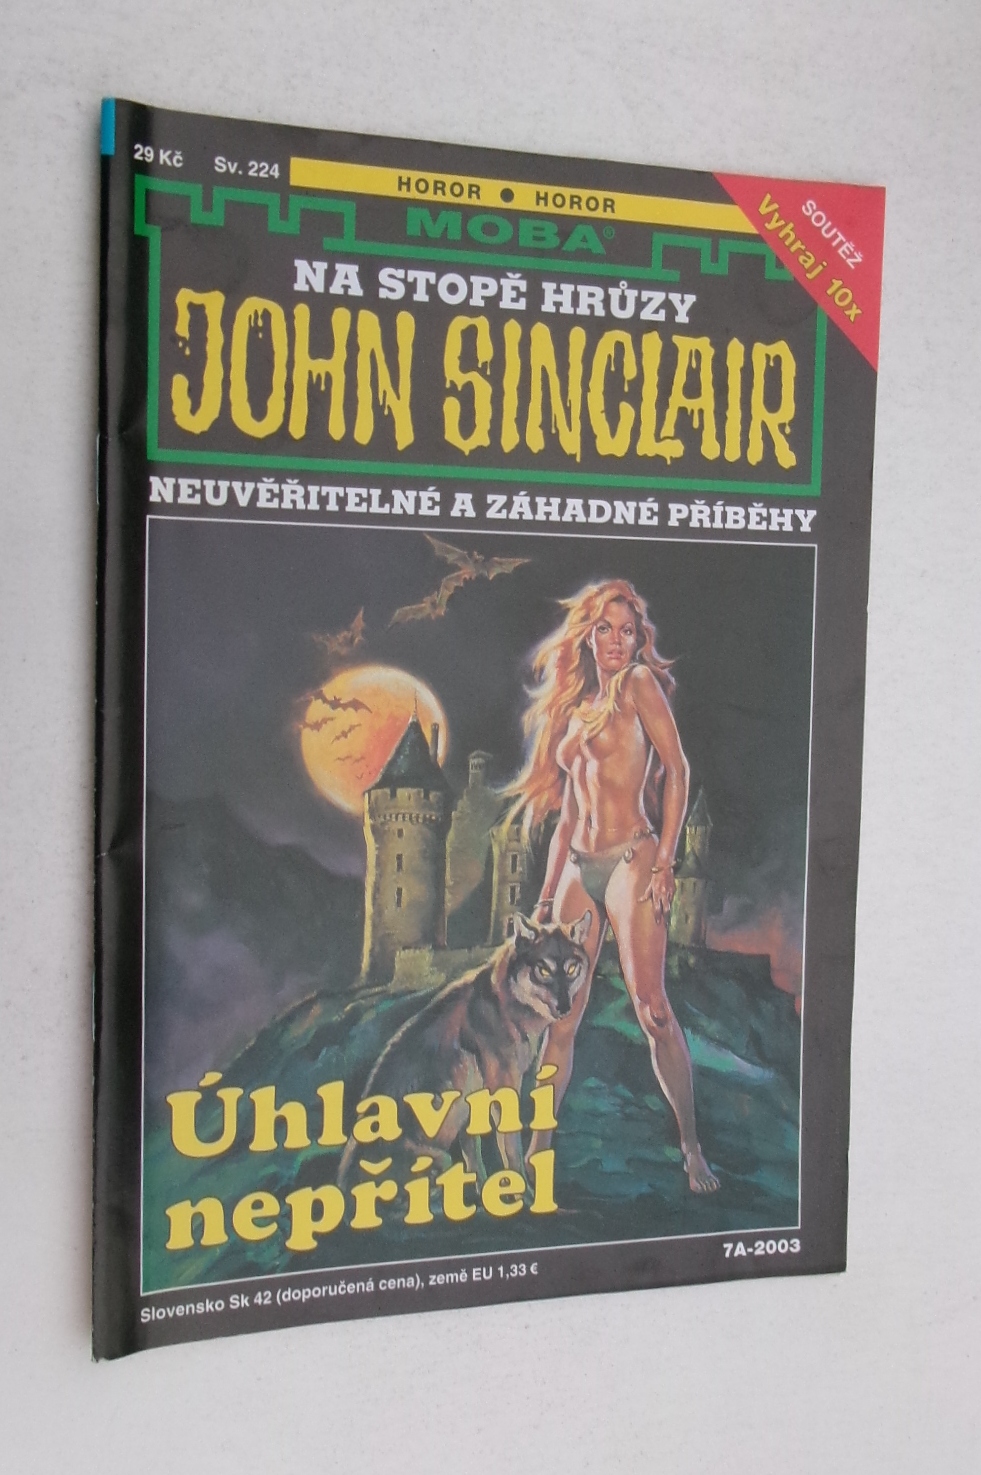 29 Kč Sv. 224
HOROR ● HOROR
SOUTĚŽ
Vyhraj 10x
MOBA®
NA STOPĚ HRŮZY
JOHN SINCLAIR
NEUVĚŘITELNÉ A ZÁHADNÉ PŘÍBĚHY
Úhlavní
nepřítel
7A-2003
Slovensko Sk 42 (doporučená cena), země EU 1,33 €